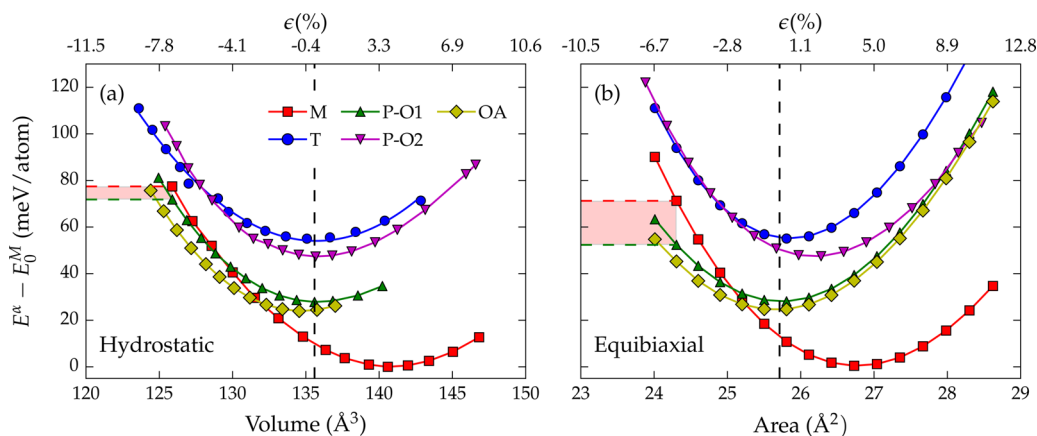 ϵ(%)
-11.5 -7.8 -4.1 -0.4 3.3 6.9 10.6
(a)
M P-O1 OA
T P-O2
Hydrostatic
E^α − E_0^M (meV/atom)
120
100
80
60
40
20
0
120 125 130 135 140 145 150
Volume (Å³)
ϵ(%)
-10.5 -6.7 -2.8 1.1 5.0 8.9 12.8
(b)
Equibiaxial
23 24 25 26 27 28 29
Area (Å²)